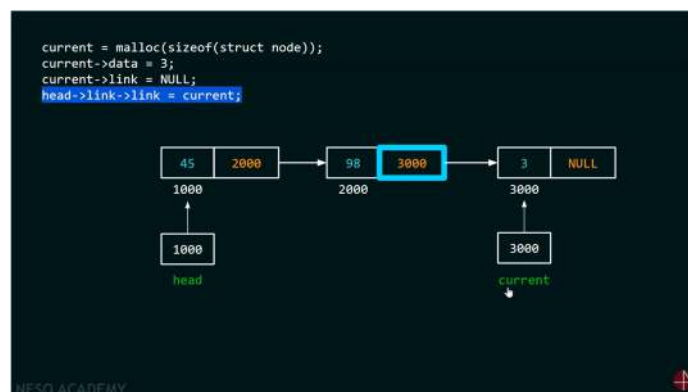 current = malloc(sizeof(struct node));
current->data = 3;
current->link = NULL;
head->link->link = current;
45 2000 98 3000 3 NULL
1000 2000 3000
1000 3000
head current
NESO ACADEMY